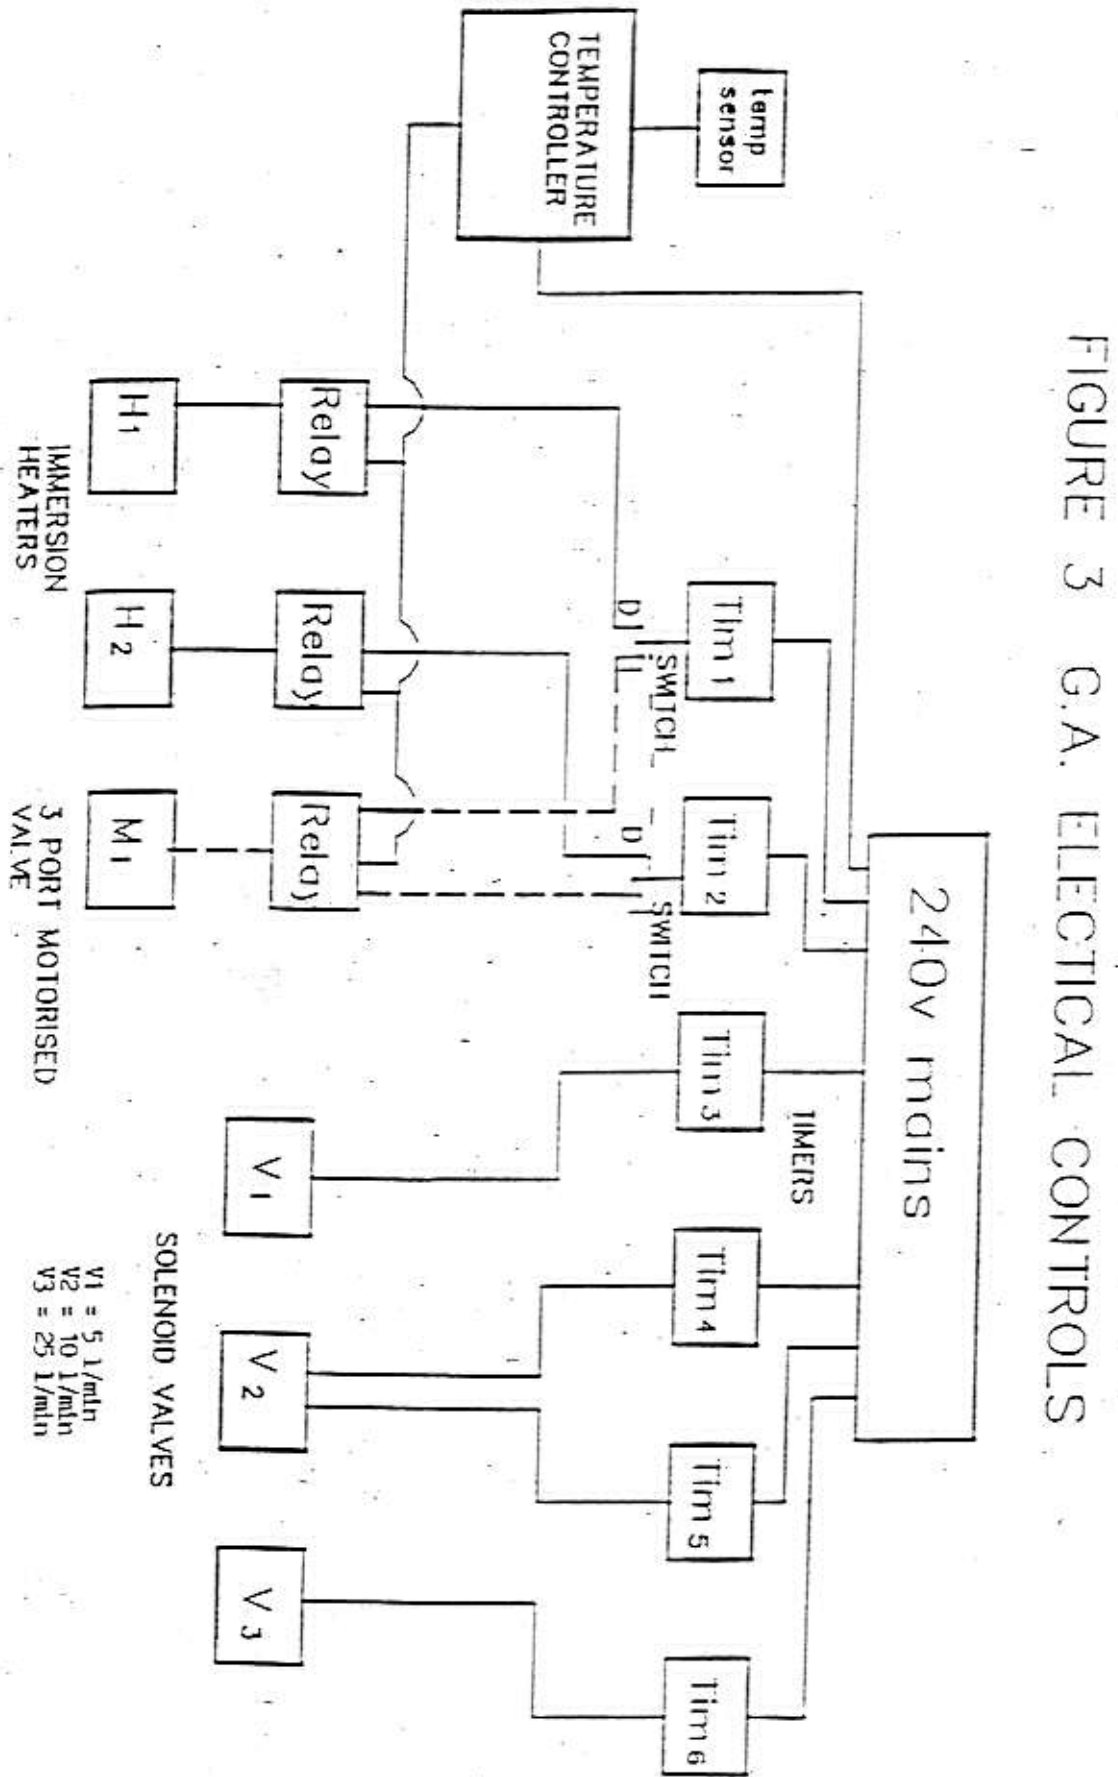 FIGURE 3 G.A. ELECTICAL CONTROLS
240v mains
temp
sensor
TEMPERATURE
CONTROLLER
TIMERS
Tim 1
Tim 2
Tim 3
Tim 4
Tim 5
Tim 6
SWITCH
SWITCH
D
D
Relay
Relay
Relay
H1
H2
M1
V1
V2
V3
IMMERSION
HEATERS
3 PORT MOTORISED
VALVE
SOLENOID VALVES
V1 = 5 l/min
V2 = 10 l/min
V3 = 25 l/min